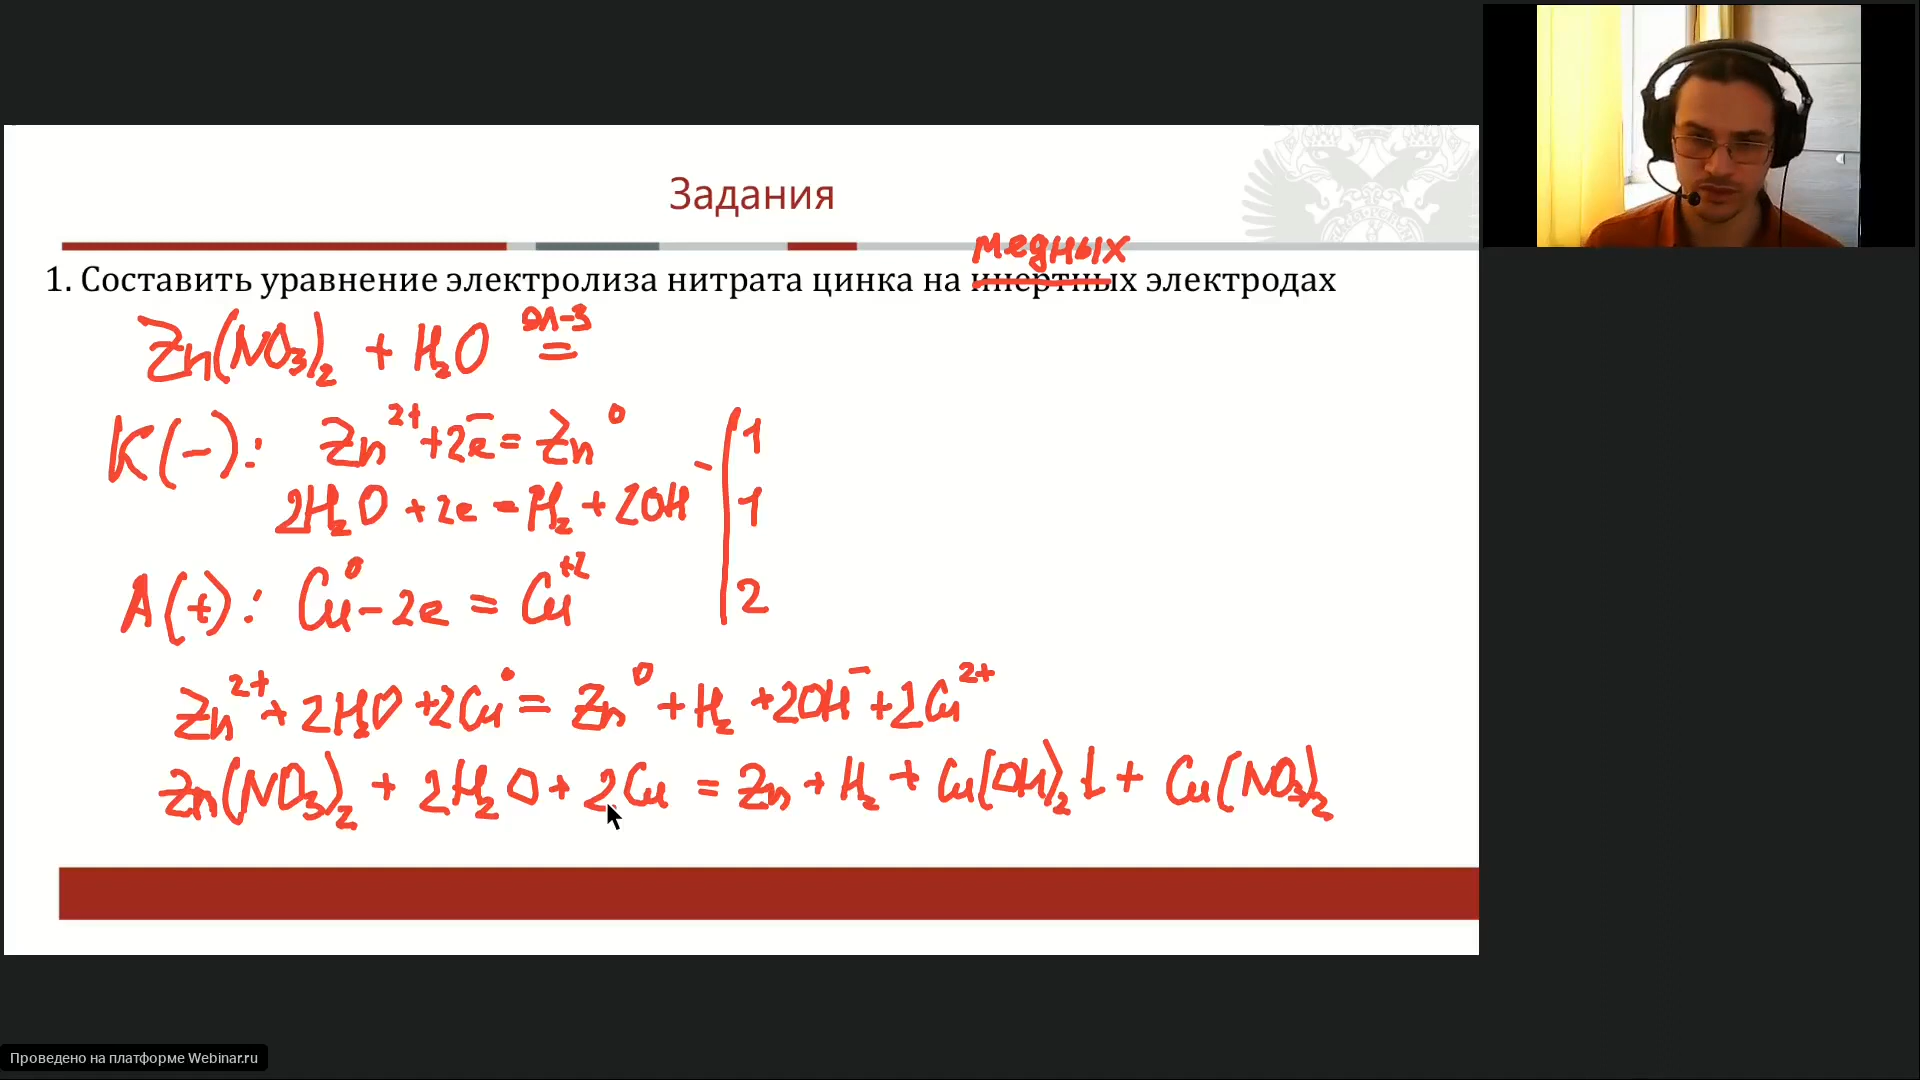 Задания
медных
1. Составить уравнение электролиза нитрата цинка на инертных электродах
Zn(NO₃)₂ + H₂O эл-з =
K(-): Zn²⁺ + 2e̅ = Zn⁰ | 1
2H₂O + 2e = H₂ + 2OH⁻ | 1
A(+): Cu⁰ - 2e = Cu⁺² | 2
Zn²⁺ + 2H₂O + 2Cu⁰ = Zn⁰ + H₂ + 2OH⁻ + 2Cu²⁺
Zn(NO₃)₂ + 2H₂O + 2Cu = Zn + H₂ + Cu(OH)₂↓ + Cu(NO₃)₂
Проведено на платформе Webinar.ru